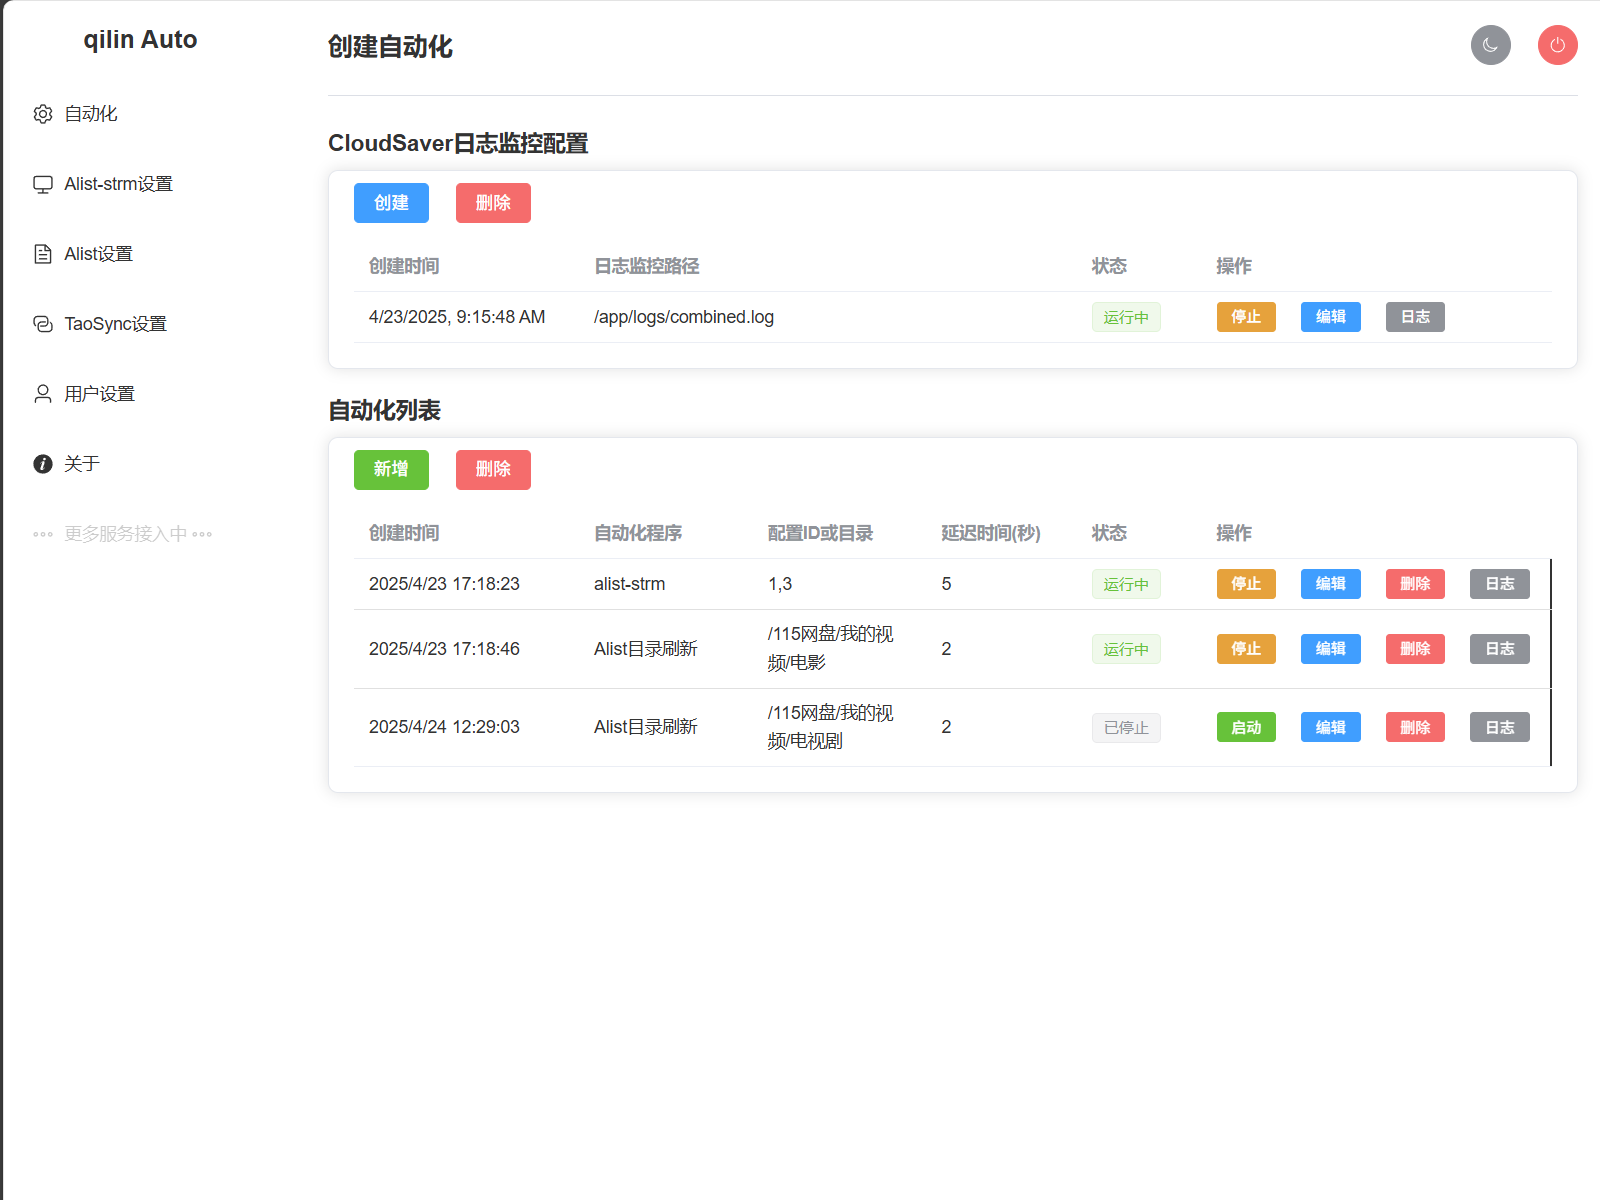 qilin Auto
自动化
Alist-strm设置
Alist设置
TaoSync设置
用户设置
关于
更多服务接入中
创建自动化
CloudSaver日志监控配置
创建 删除
创建时间 日志监控路径 状态 操作
4/23/2025, 9:15:48 AM /app/logs/combined.log 运行中 停止 编辑 日志
自动化列表
新增 删除
创建时间 自动化程序 配置ID或目录 延迟时间(秒) 状态 操作
2025/4/23 17:18:23 alist-strm 1,3 5 运行中 停止 编辑 删除 日志
2025/4/23 17:18:46 Alist目录刷新 /115网盘/我的视 2 运行中 停止 编辑 删除 日志
频/电影
2025/4/24 12:29:03 Alist目录刷新 /115网盘/我的视 2 已停止 启动 编辑 删除 日志
频/电视剧